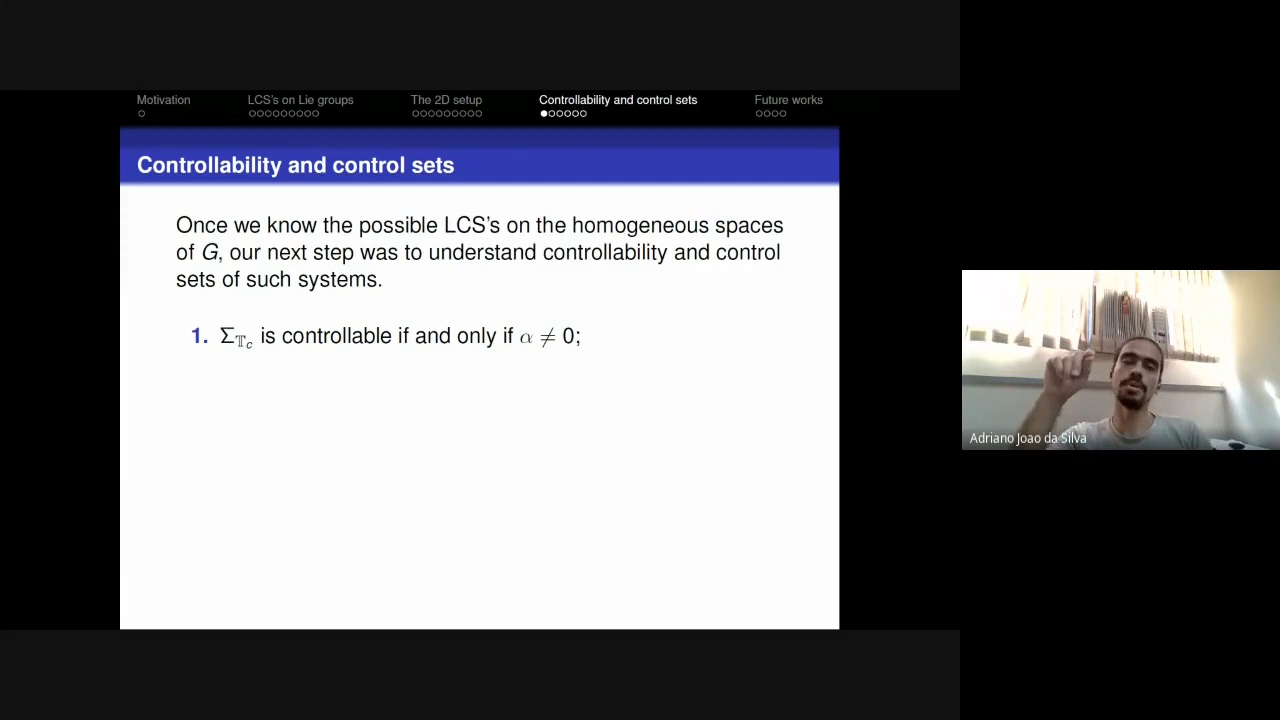 Motivation LCS's on Lie groups The 2D setup Controllability and control sets Future works
Controllability and control sets
Once we know the possible LCS's on the homogeneous spaces
of G, our next step was to understand controllability and control
sets of such systems.
1. Σ_𝕋_c is controllable if and only if α ≠ 0;
Adriano Joao da Silva